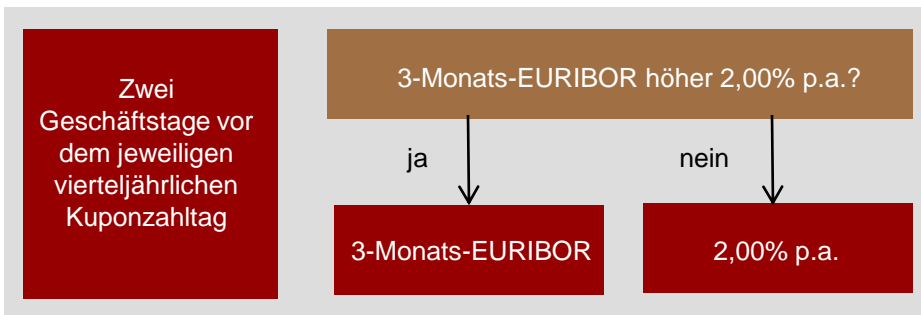 Zwei
Geschäftstage vor
dem jeweiligen
vierteljährlichen
Kuponzahltag
3-Monats-EURIBOR höher 2,00% p.a.?
ja
nein
3-Monats-EURIBOR
2,00% p.a.